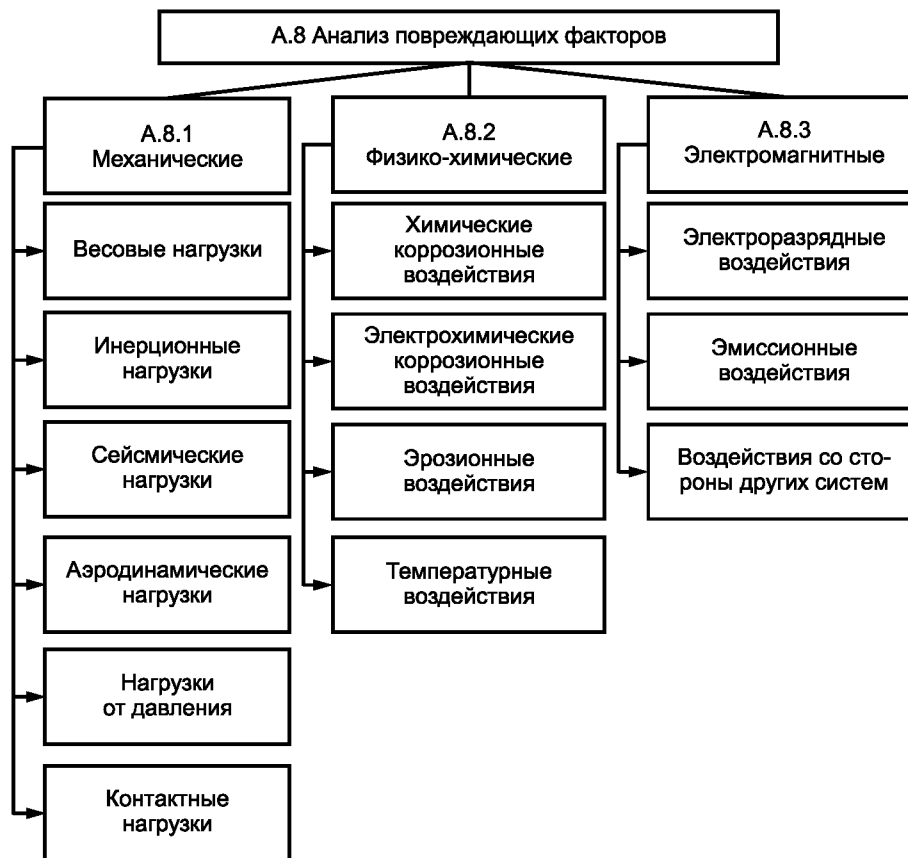 А.8 Анализ повреждающих факторов
А.8.1
Механические
Весовые нагрузки
Инерционные
нагрузки
Сейсмические
нагрузки
Аэродинамические
нагрузки
Нагрузки
от давления
Контактные
нагрузки
А.8.2
Физико-химические
Химические
коррозионные
воздействия
Электрохимические
коррозионные
воздействия
Эрозионные
воздействия
Температурные
воздействия
А.8.3
Электромагнитные
Электроразрядные
воздействия
Эмиссионные
воздействия
Воздействия со сто-
роны других систем